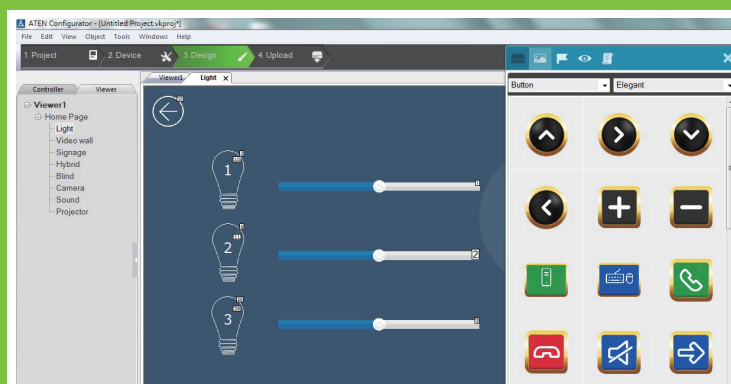 ATEN Configurator - [Untitled Project.vkproj*]
File Edit View Object Tools Windows Help
1. Project
2. Device
3. Design
4. Upload
Controller
Viewer
Viewer1
Light
Button
Elegant
Viewer1
Home Page
Light
Video wall
Signage
Hybrid
Blind
Camera
Sound
Projector
1
2
2
3